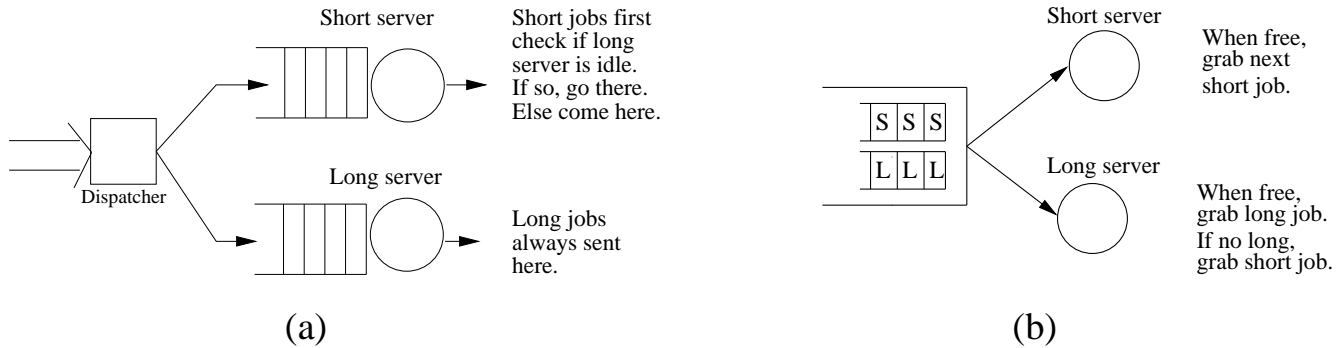 Short server
Short jobs first
check if long
server is idle.
If so, go there.
Else come here.
Dispatcher
Long server
Long jobs
always sent
here.
(a)
Short server
When free,
grab next
short job.
S S S
L L L
Long server
When free,
grab long job.
If no long,
grab short job.
(b)